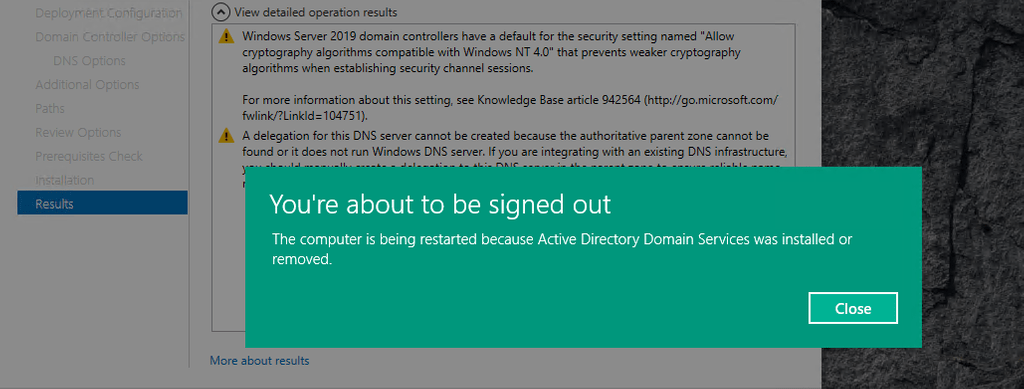 Deployment Configuration
Domain Controller Options
DNS Options
Additional Options
Paths
Review Options
Prerequisites Check
Installation
Results
View detailed operation results
Windows Server 2019 domain controllers have a default for the security setting named "Allow
cryptography algorithms compatible with Windows NT 4.0" that prevents weaker cryptography
algorithms when establishing security channel sessions.
For more information about this setting, see Knowledge Base article 942564 (http://go.microsoft.com/
fwlink/?LinkId=104751).
A delegation for this DNS server cannot be created because the authoritative parent zone cannot be
found or it does not run Windows DNS server. If you are integrating with an existing DNS infrastructure,
you should manually create a delegation to this DNS server in the parent zone to ensure reliable name
You're about to be signed out
The computer is being restarted because Active Directory Domain Services was installed or
removed.
Close
More about results